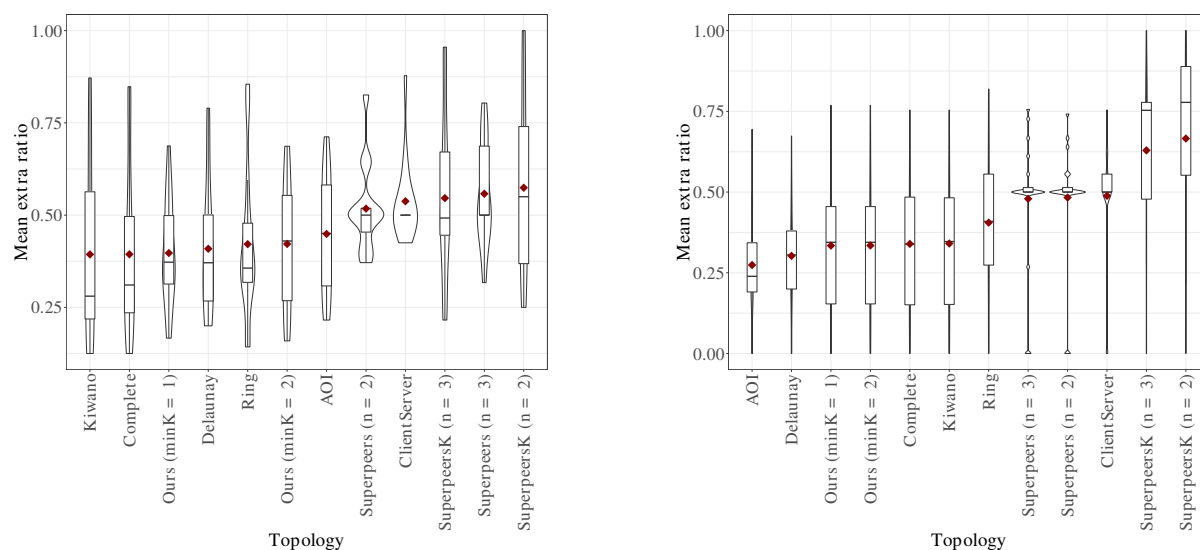 Mean extra ratio
1.00
0.75
0.50
0.25
Kiwano
Complete
Ours (minK = 1)
Delaunay
Ring
Ours (minK = 2)
AOI
Superpeers (n = 2)
ClientServer
SuperpeersK (n = 3)
Superpeers (n = 3)
SuperpeersK (n = 2)
Topology
Mean extra ratio
1.00
0.75
0.50
0.25
0.00
AOI
Delaunay
Ours (minK = 1)
Ours (minK = 2)
Complete
Kiwano
Ring
Superpeers (n = 3)
Superpeers (n = 2)
ClientServer
SuperpeersK (n = 3)
SuperpeersK (n = 2)
Topology